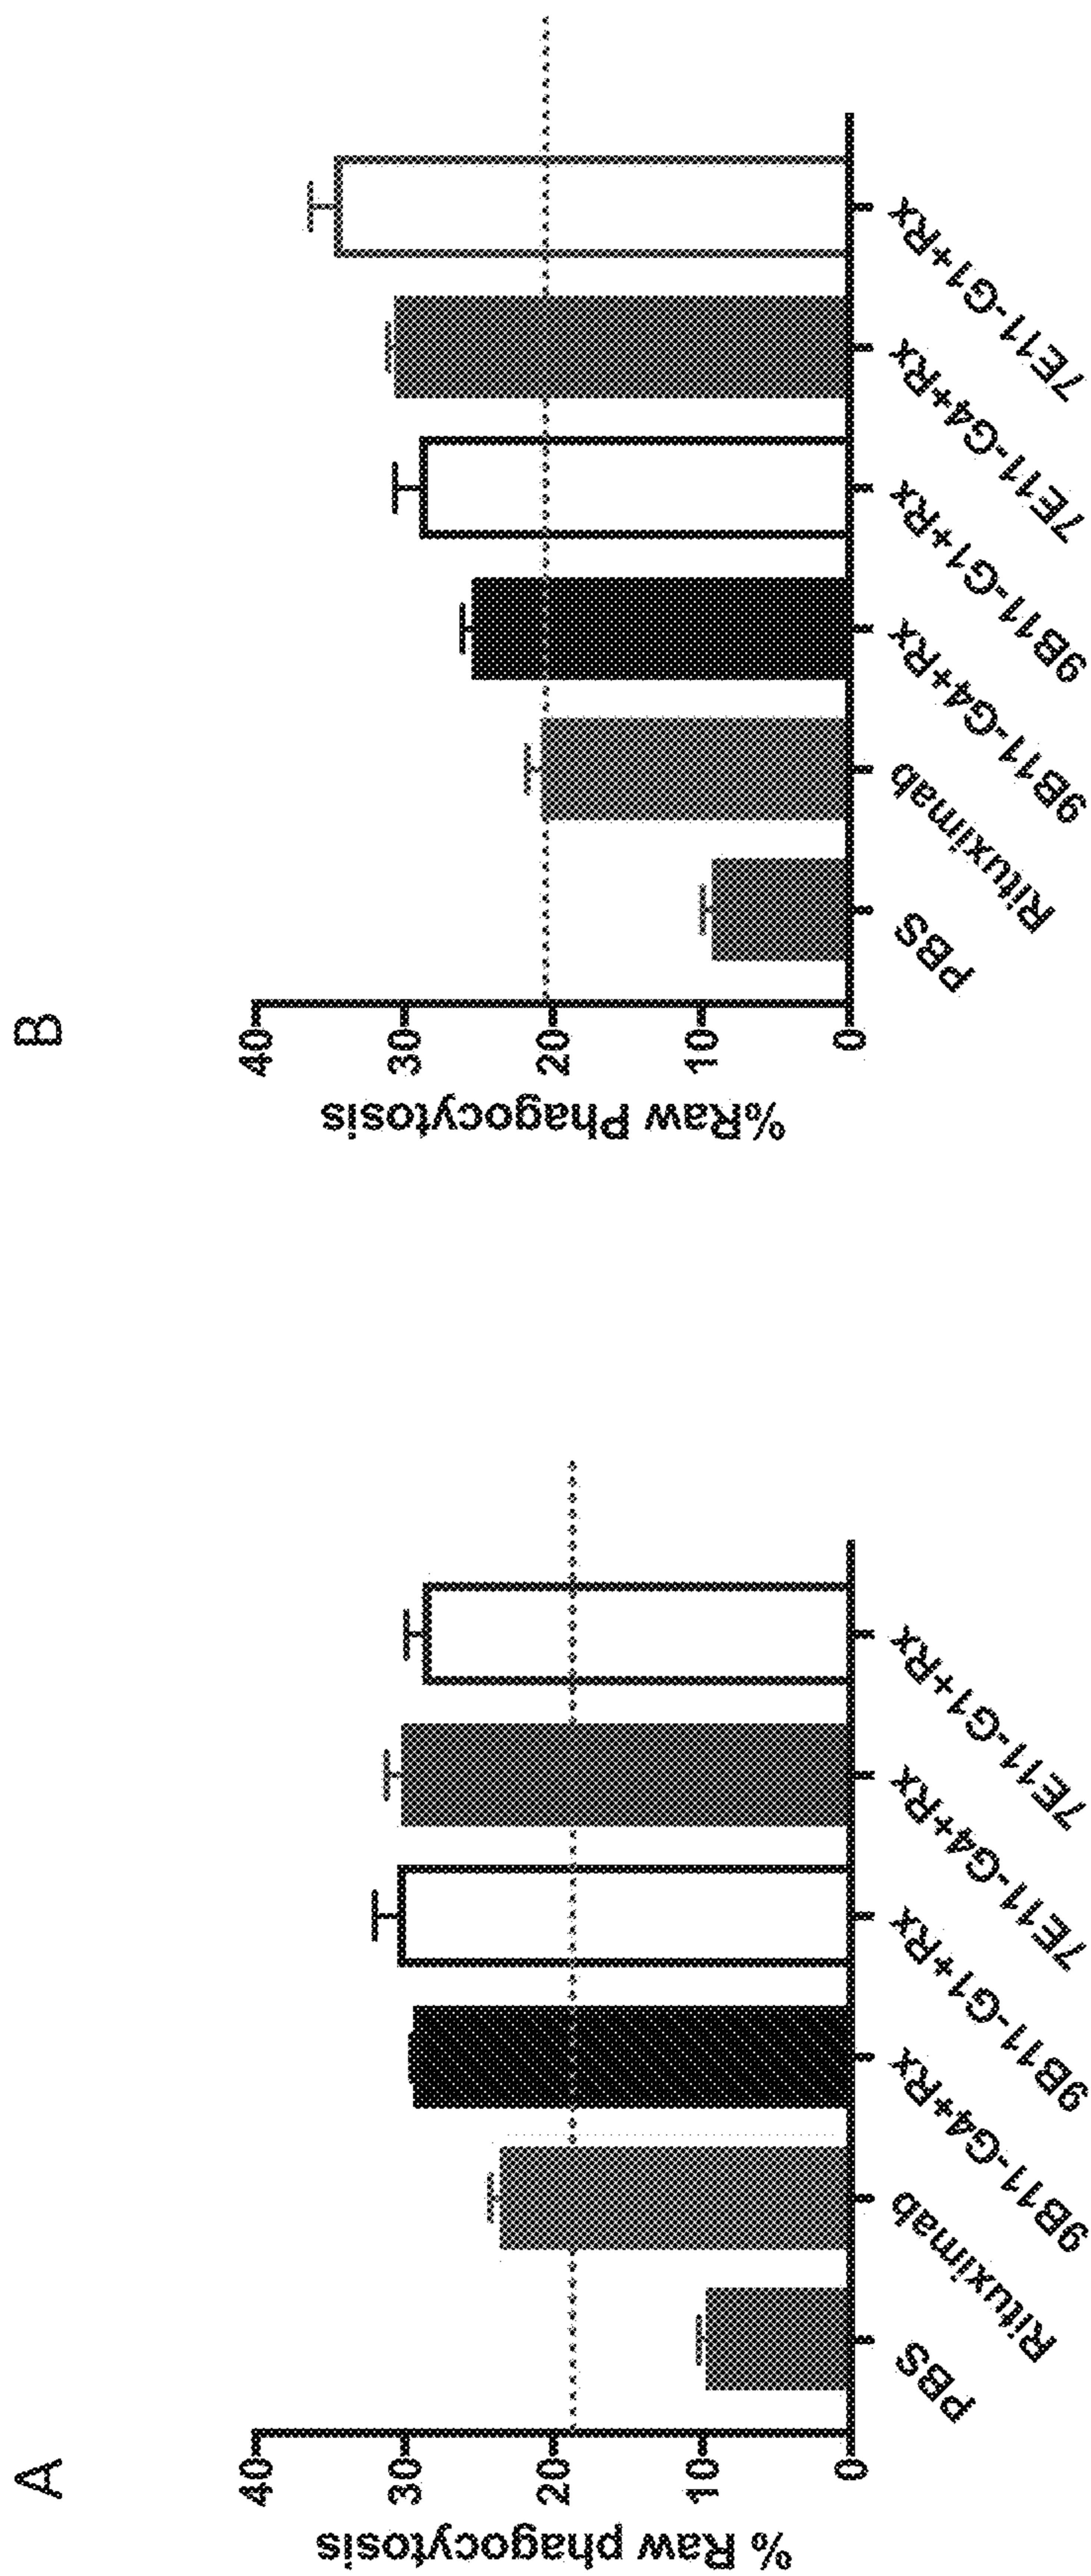 A
% Raw phagocytosis
40
30
20
10
0
PBS
Rituximab
9B11-G4+Rx
9B11-G1+Rx
7E11-G4+Rx
7E11-G1+Rx
B
%Raw Phagocytosis
40
30
20
10
0
PBS
Rituximab
9B11-G4+Rx
9B11-G1+Rx
7E11-G4+Rx
7E11-G1+Rx